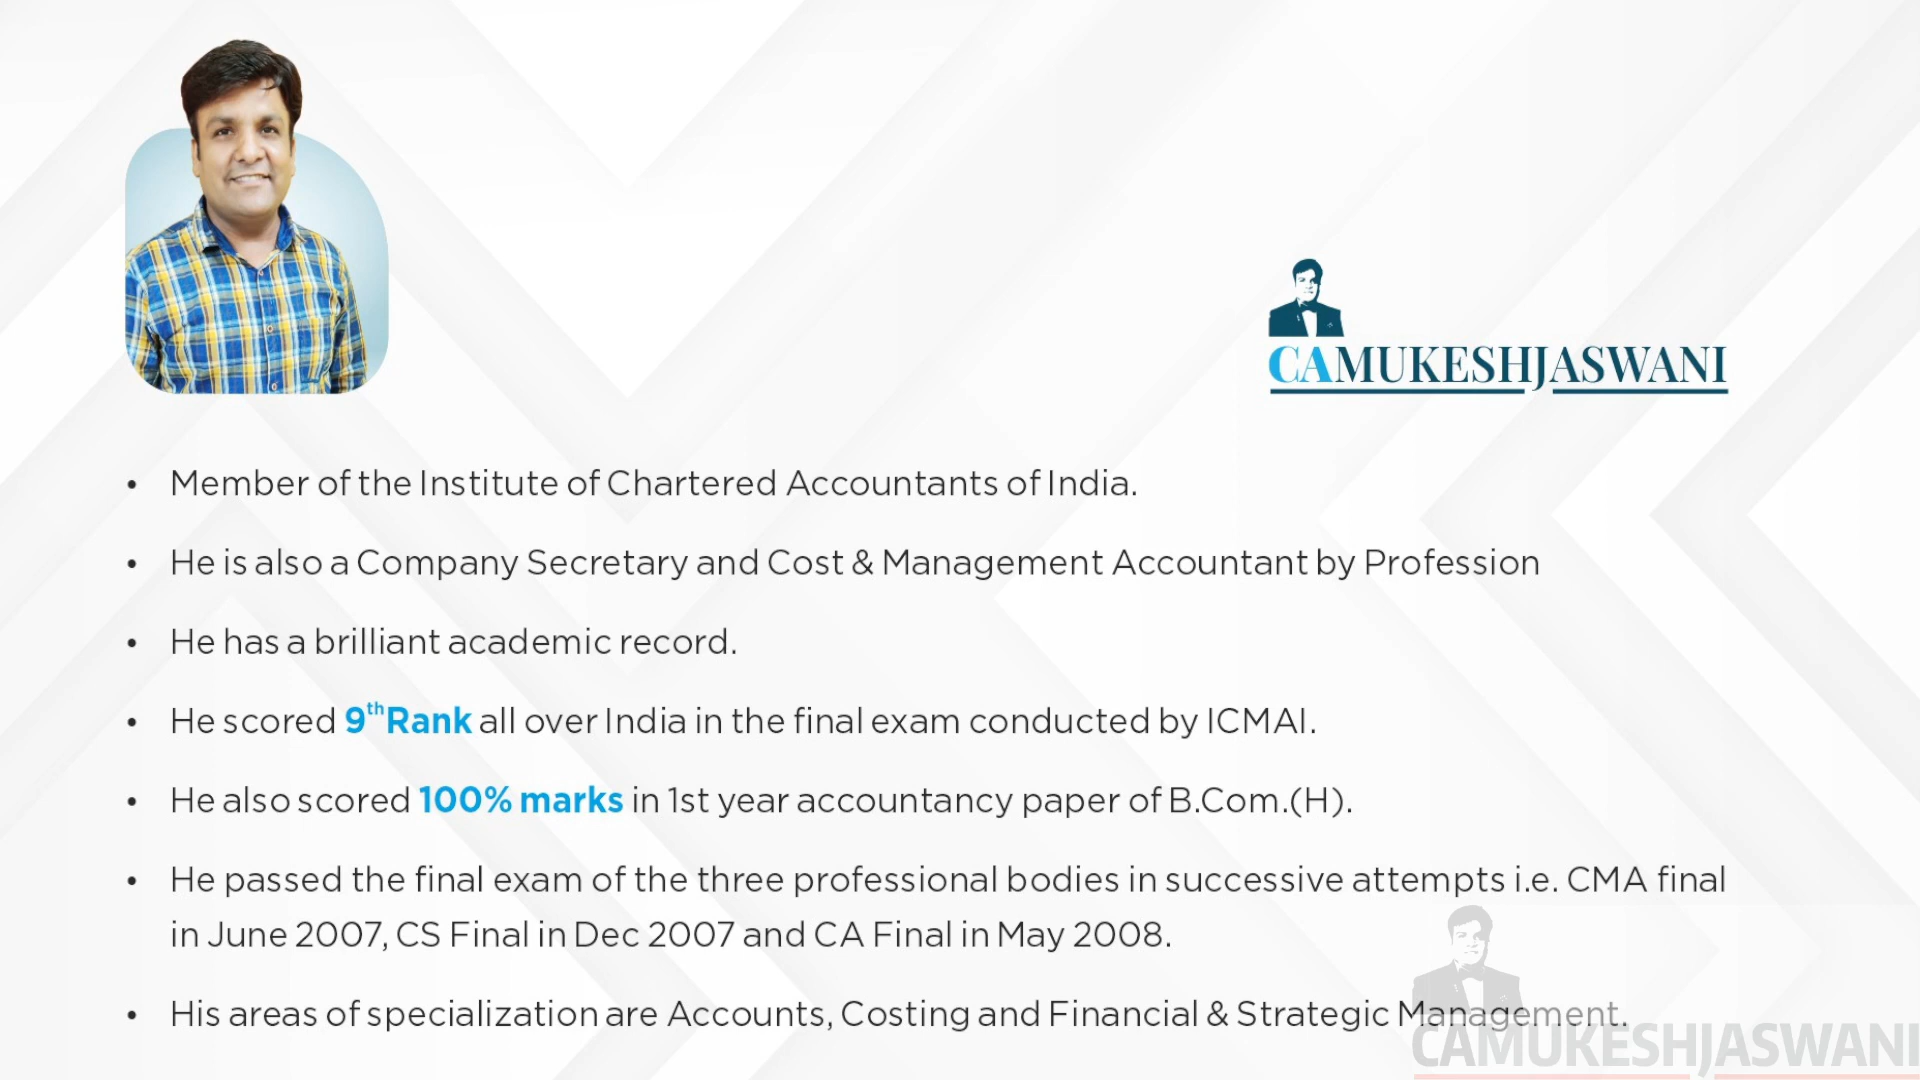 CAMUKESHJASWANI
• Member of the Institute of Chartered Accountants of India.
• He is also a Company Secretary and Cost & Management Accountant by Profession
• He has a brilliant academic record.
• He scored 9th Rank all over India in the final exam conducted by ICMAI.
• He also scored 100% marks in 1st year accountancy paper of B.Com.(H).
• He passed the final exam of the three professional bodies in successive attempts i.e. CMA final
in June 2007, CS Final in Dec 2007 and CA Final in May 2008.
• His areas of specialization are Accounts, Costing and Financial & Strategic Management.
CAMUKESHJASWANI